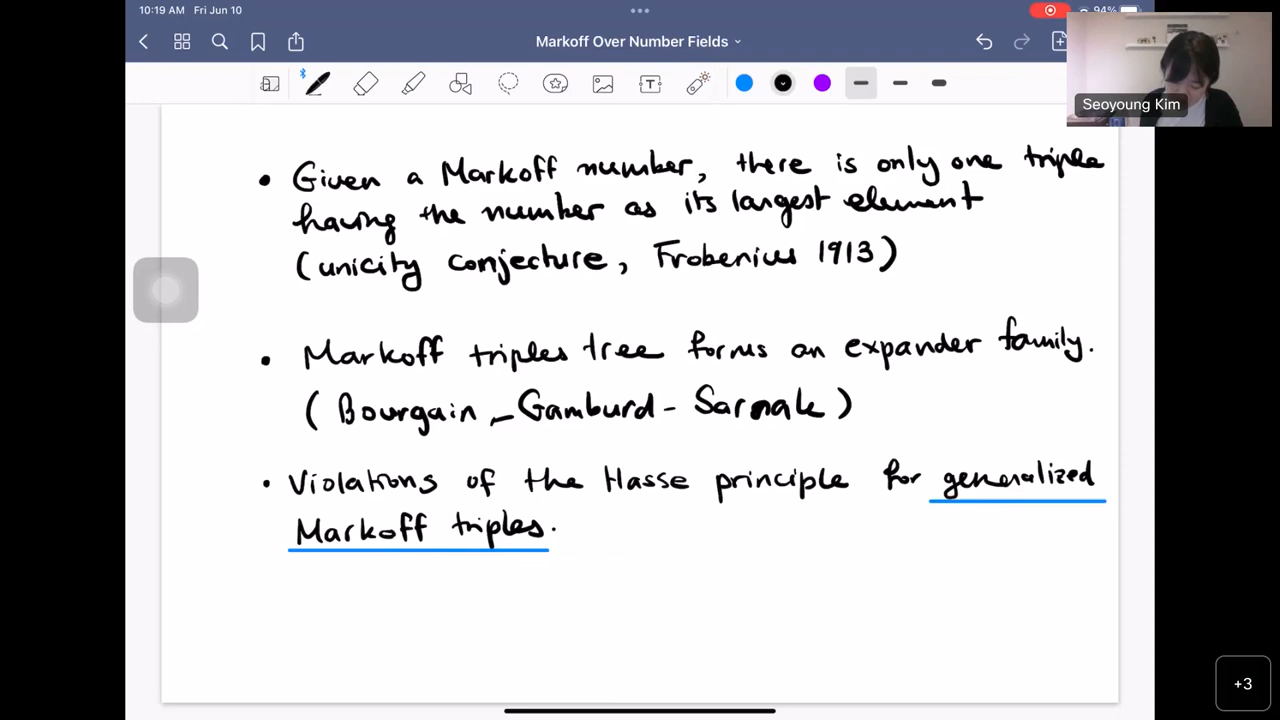 10:19 AM Fri Jun 10
94%
Markoff Over Number Fields
T
Seoyoung Kim
• Given a Markoff number, there is only one triple
having the number as its largest element
(unicity conjecture, Frobenius 1913)
• Markoff triples tree forms an expander family.
(Bourgain - Gamburd - Sarnak)
• Violations of the Hasse principle for generalized
Markoff triples.
+3